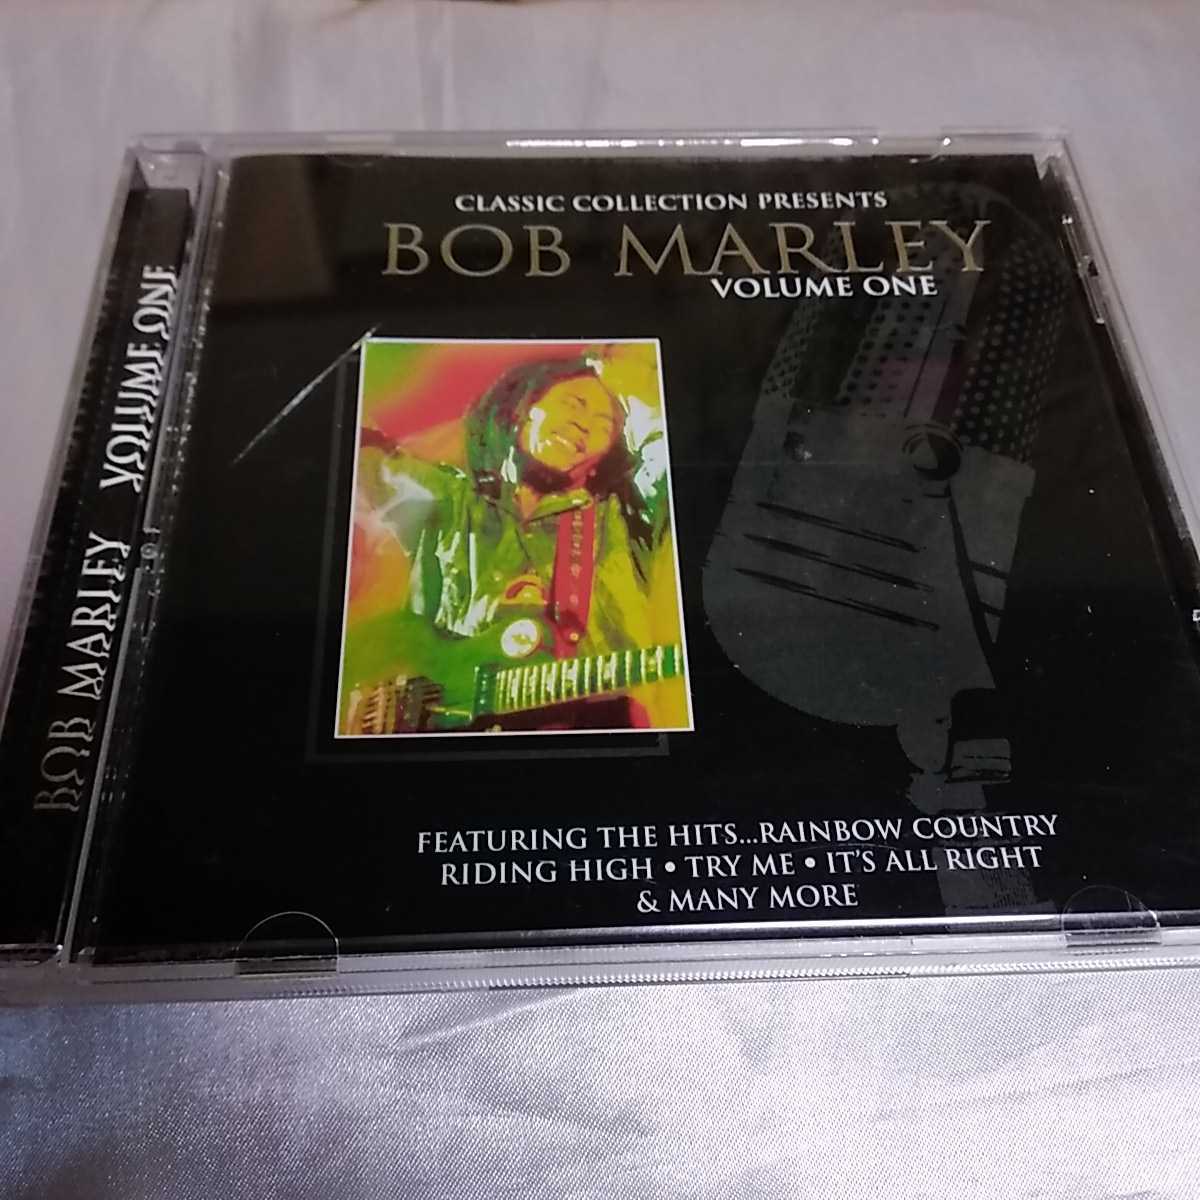 CLASSIC COLLECTION PRESENTS
BOB MARLEY
VOLUME ONE
FEATURING THE HITS...RAINBOW COUNTRY
RIDING HIGH • TRY ME • IT'S ALL RIGHT
& MANY MORE
BOB MARLEY VOLUME ONE